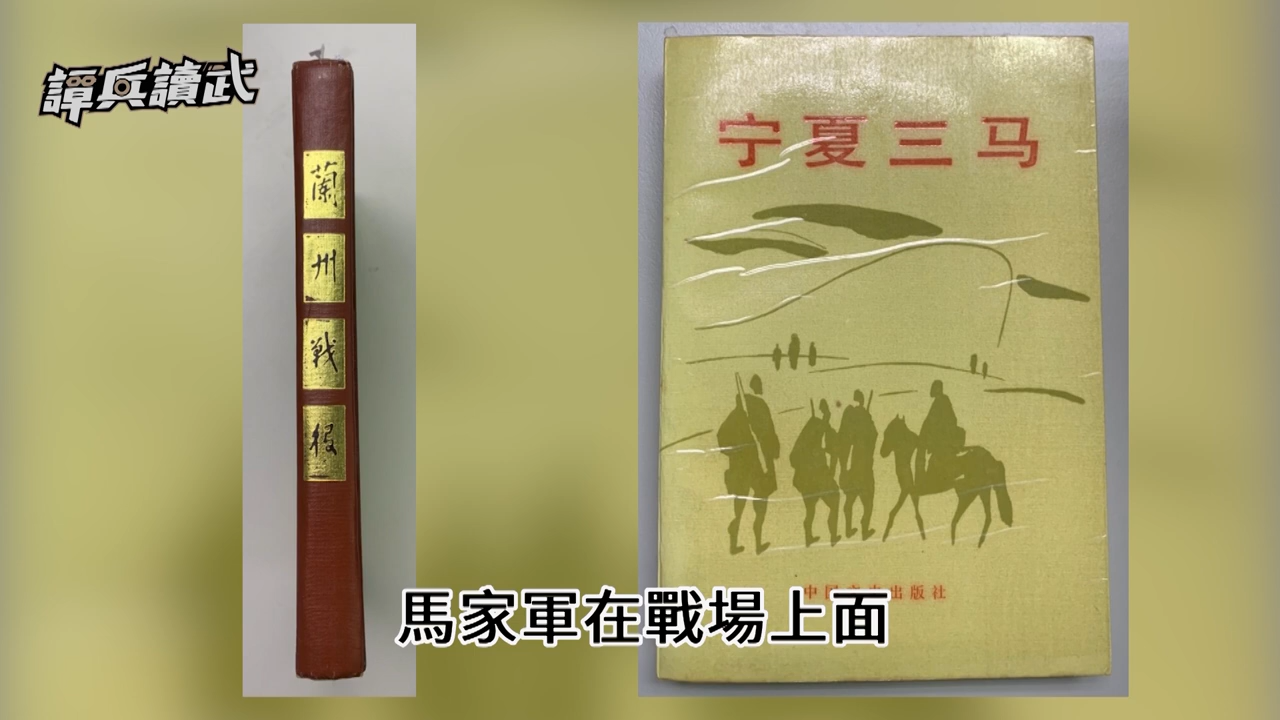 譚兵讀武
蘭州戰役
宁夏三马
中国文史出版社
馬家軍在戰場上面